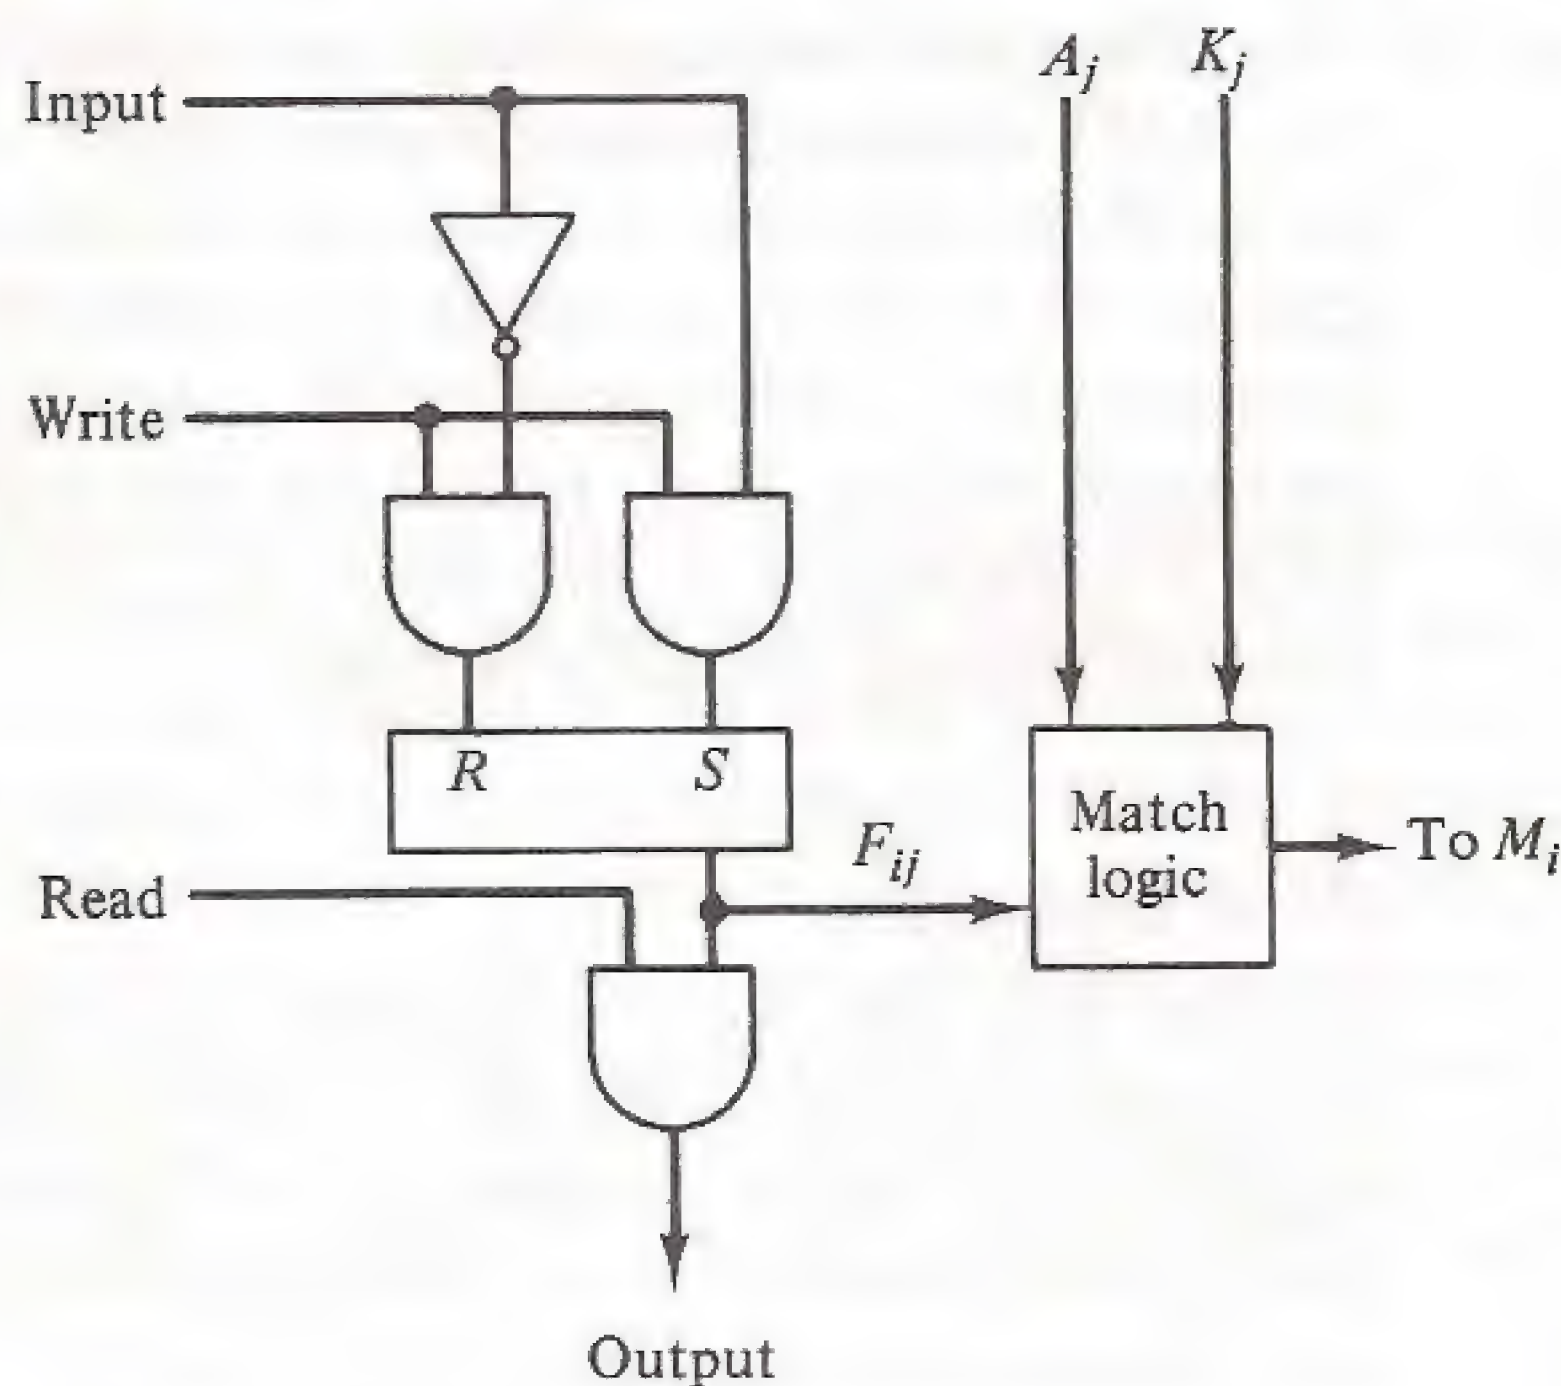 Input
A_j
K_j
Write
R
S
F_ij
Match
logic
To M_i
Read
Output